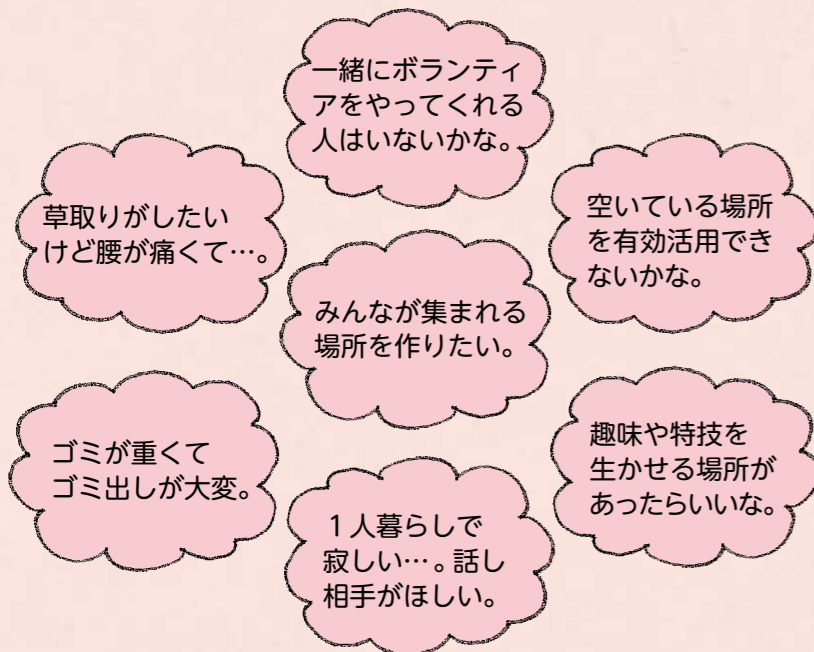 一緒にボランティ
アをやってくれる
人はいないかな。
草取りがしたい
けど腰が痛くて…。
空いている場所
を有効活用でき
ないかな。
みんなが集まれる
場所を作りたい。
ゴミが重くて
ゴミ出しが大変。
趣味や特技を
生かせる場所が
あったらいいな。
１人暮らしで
寂しい…。話し
相手がほしい。